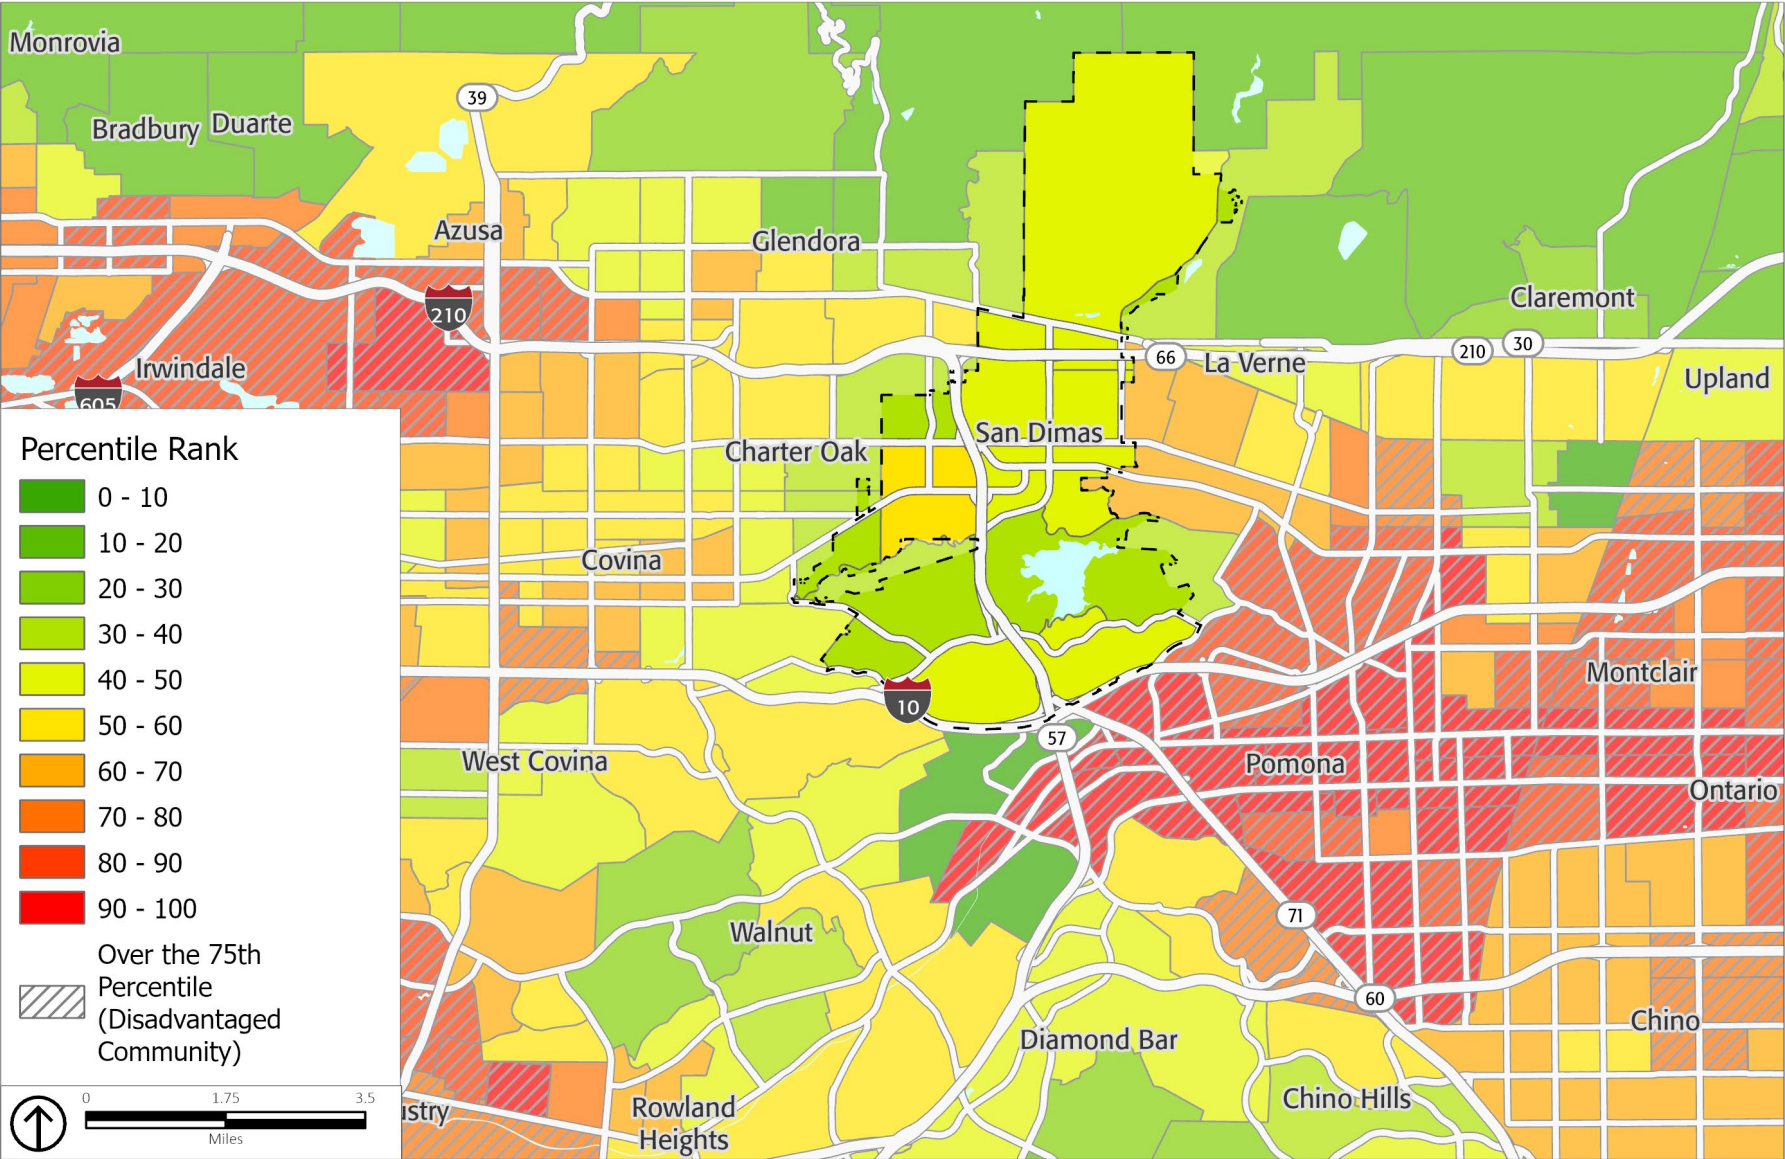 Monrovia
39
Bradbury
Duarte
Azusa
Glendora
Claremont
210
Irwindale
605
66
La Verne
210
30
Upland
Percentile Rank
0 - 10
10 - 20
20 - 30
30 - 40
40 - 50
50 - 60
60 - 70
70 - 80
80 - 90
90 - 100
Over the 75th
Percentile
(Disadvantaged
Community)
San Dimas
Charter Oak
Covina
Montclair
10
57
West Covina
Pomona
Ontario
71
Walnut
60
Chino
Diamond Bar
Chino Hills
Rowland
Heights
ustry
0 1.75 3.5
Miles